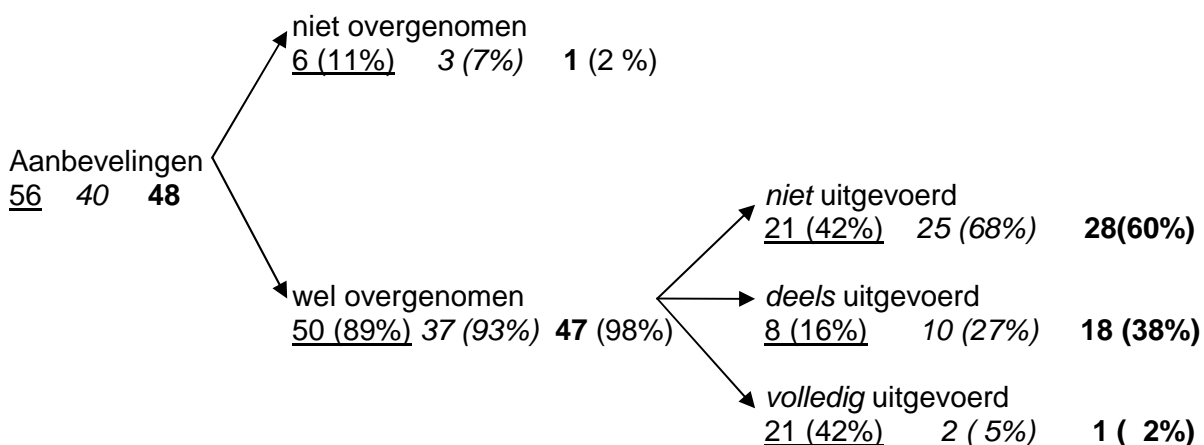 niet overgenomen
6 (11%) 3 (7%) 1 (2 %)
Aanbevelingen
56 40 48
niet uitgevoerd
21 (42%) 25 (68%) 28(60%)
wel overgenomen
50 (89%) 37 (93%) 47 (98%)
deels uitgevoerd
8 (16%) 10 (27%) 18 (38%)
volledig uitgevoerd
21 (42%) 2 ( 5%) 1 ( 2%)